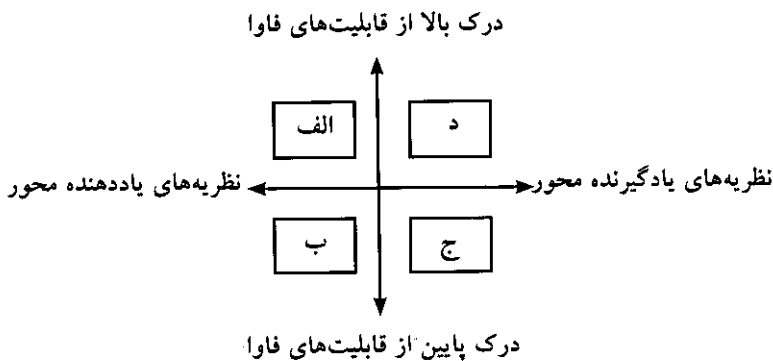 درک بالا از قابلیت‌های فاوا
د
الف
نظریه‌های یادگیرنده محور
نظریه‌های یاددهنده محور
ج
ب
درک پایین از قابلیت‌های فاوا